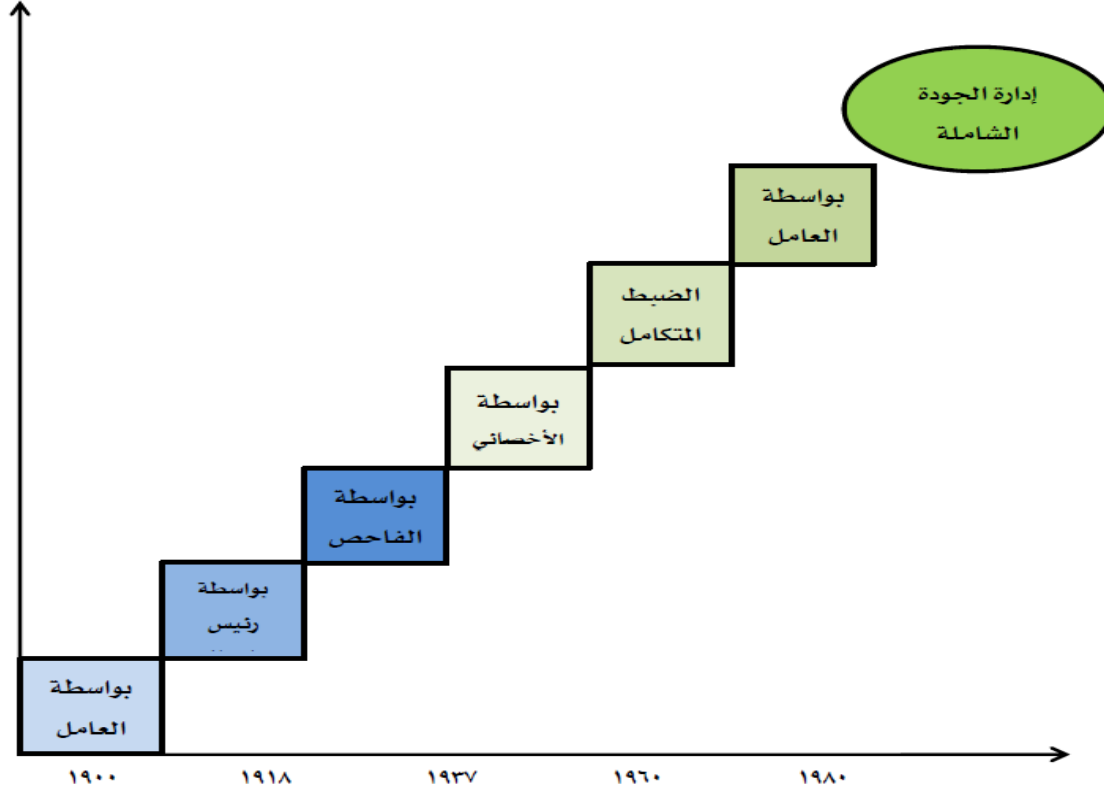 إدارة الجودة
الشاملة
بواسطة
العامل
الضبط
المتكامل
بواسطة
الأخصائي
بواسطة
الفاحص
بواسطة
رئيس
بواسطة
العامل
١٩٠٠ ١٩١٨ ١٩٣٧ ١٩٦٠ ١٩٨٠